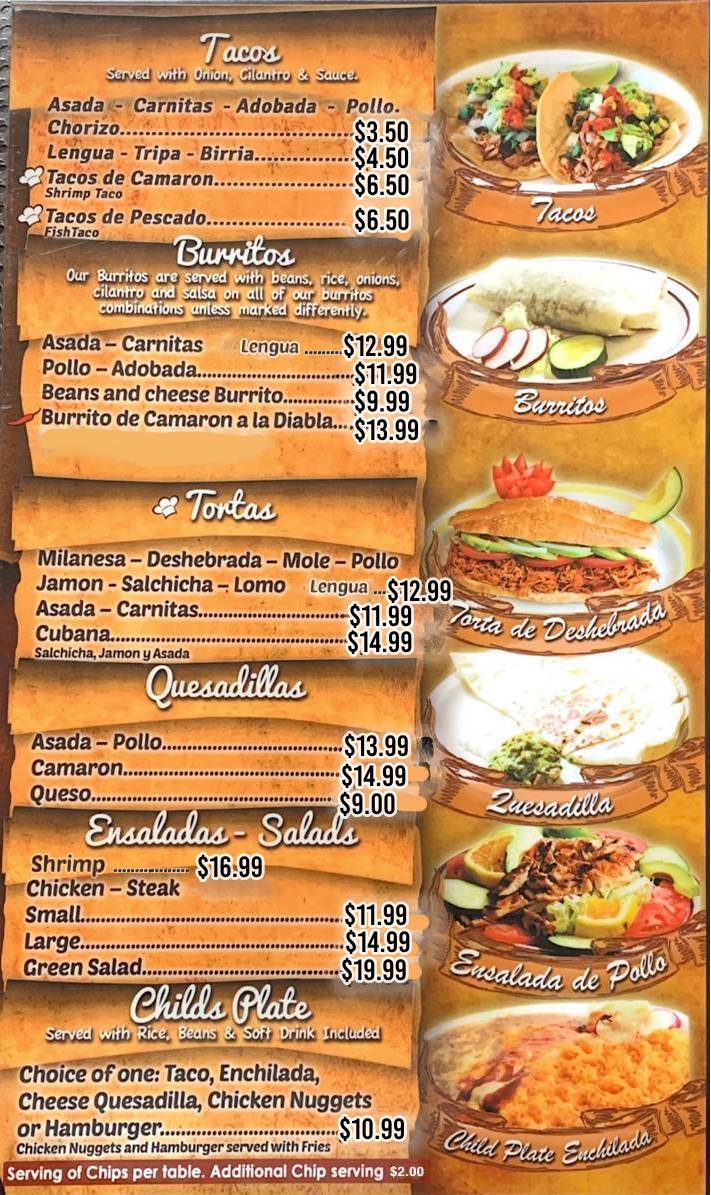 Tacos
Served with Onion, Cilantro & Sauce.
Asada - Carnitas - Adobada - Pollo.
Chorizo.......................................$3.50
Lengua - Tripa - Birria................$4.50
Tacos de Camaron.......................$6.50
Shrimp Taco
Tacos de Pescado........................$6.50
FishTaco
Tacos
Burritos
Our Burritos are served with beans, rice, onions,
cilantro and salsa on all of our burritos
combinations unless marked differently.
Asada – Carnitas Lengua ........$12.99
Pollo – Adobada..........................$11.99
Beans and cheese Burrito............$9.99
Burrito de Camaron a la Diabla....$13.99
Burritos
Tortas
Milanesa – Deshebrada – Mole – Pollo
Jamon - Salchicha – Lomo Lengua ...$12.99
Asada – Carnitas.........................$11.99
Cubana........................................$14.99
Salchicha, Jamon y Asada
Torta de Deshebrada
Quesadillas
Asada – Pollo..............................$13.99
Camaron.....................................$14.99
Queso..........................................$9.00
Quesadilla
Ensaladas - Salads
Shrimp .................. $16.99
Chicken – Steak
Small...........................................$11.99
Large...........................................$14.99
Green Salad.................................$19.99
Ensalada de Pollo
Childs Plate
Served with Rice, Beans & Soft Drink Included
Choice of one: Taco, Enchilada,
Cheese Quesadilla, Chicken Nuggets
or Hamburger..............................$10.99
Chicken Nuggets and Hamburger served with Fries
Child Plate Enchilada
Serving of Chips per table. Additional Chip serving $2.00